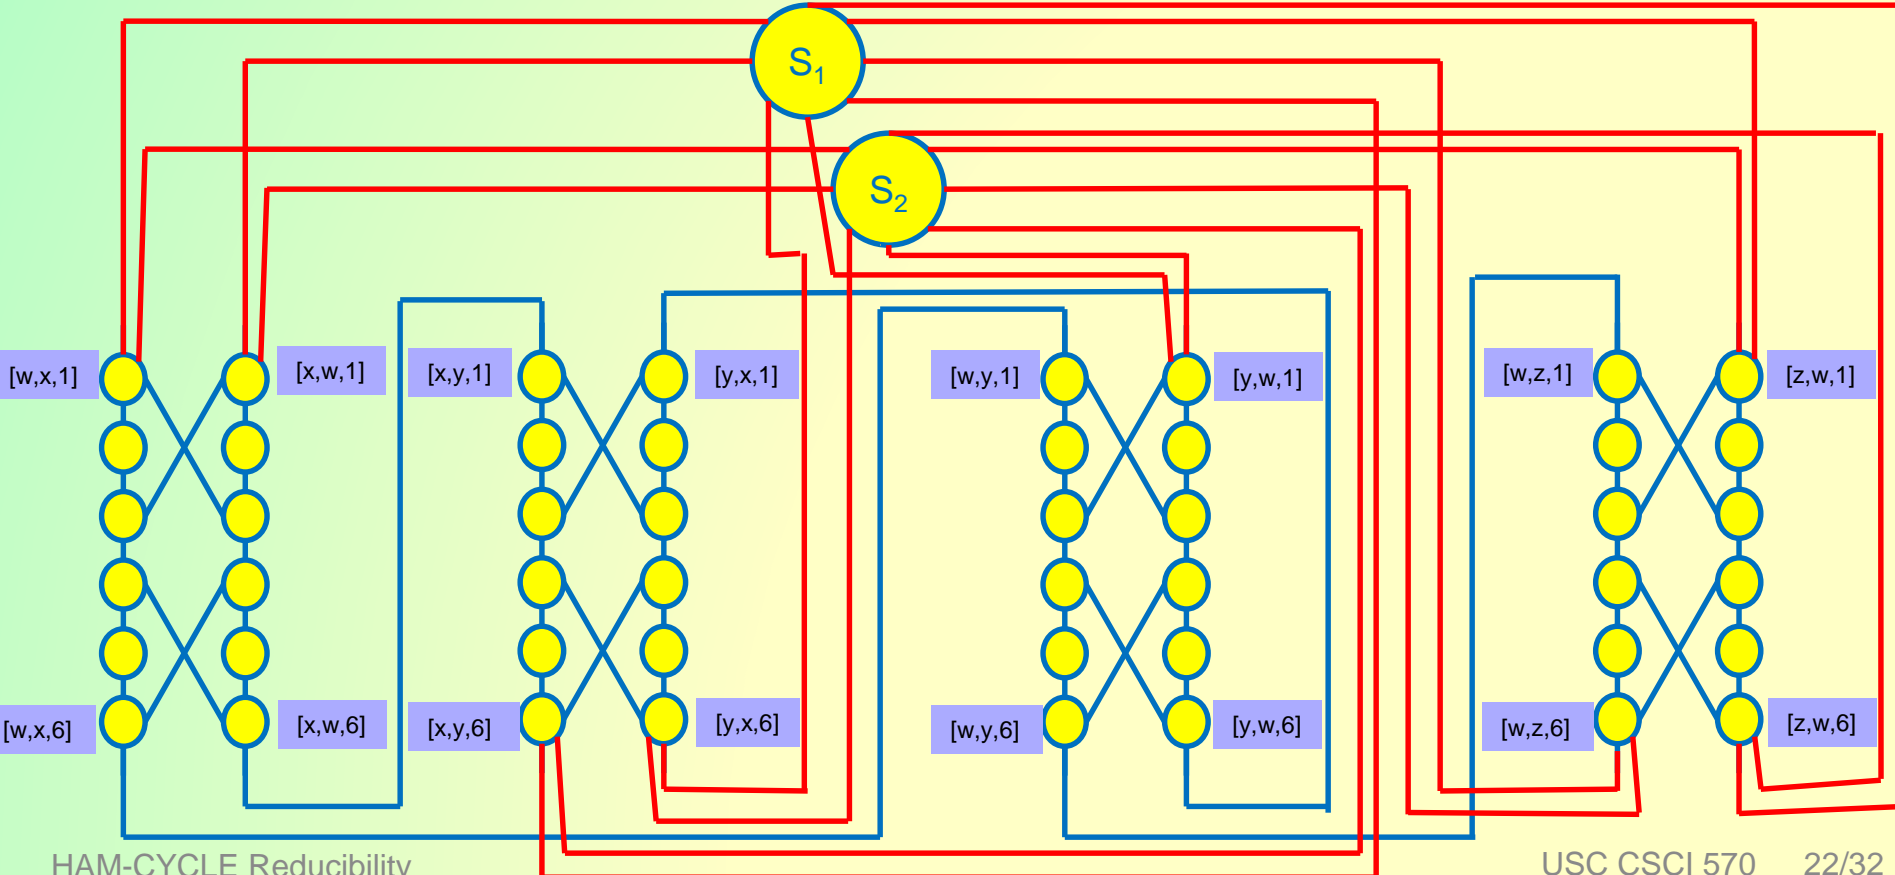 S1
S2
[w,x,1]
[x,w,1]
[x,y,1]
[y,x,1]
[w,y,1]
[y,w,1]
[w,z,1]
[z,w,1]
[w,x,6]
[x,w,6]
[x,y,6]
[y,x,6]
[w,y,6]
[y,w,6]
[w,z,6]
[z,w,6]
HAM-CYCLE Reducibility
USC CSCI 570 22/32